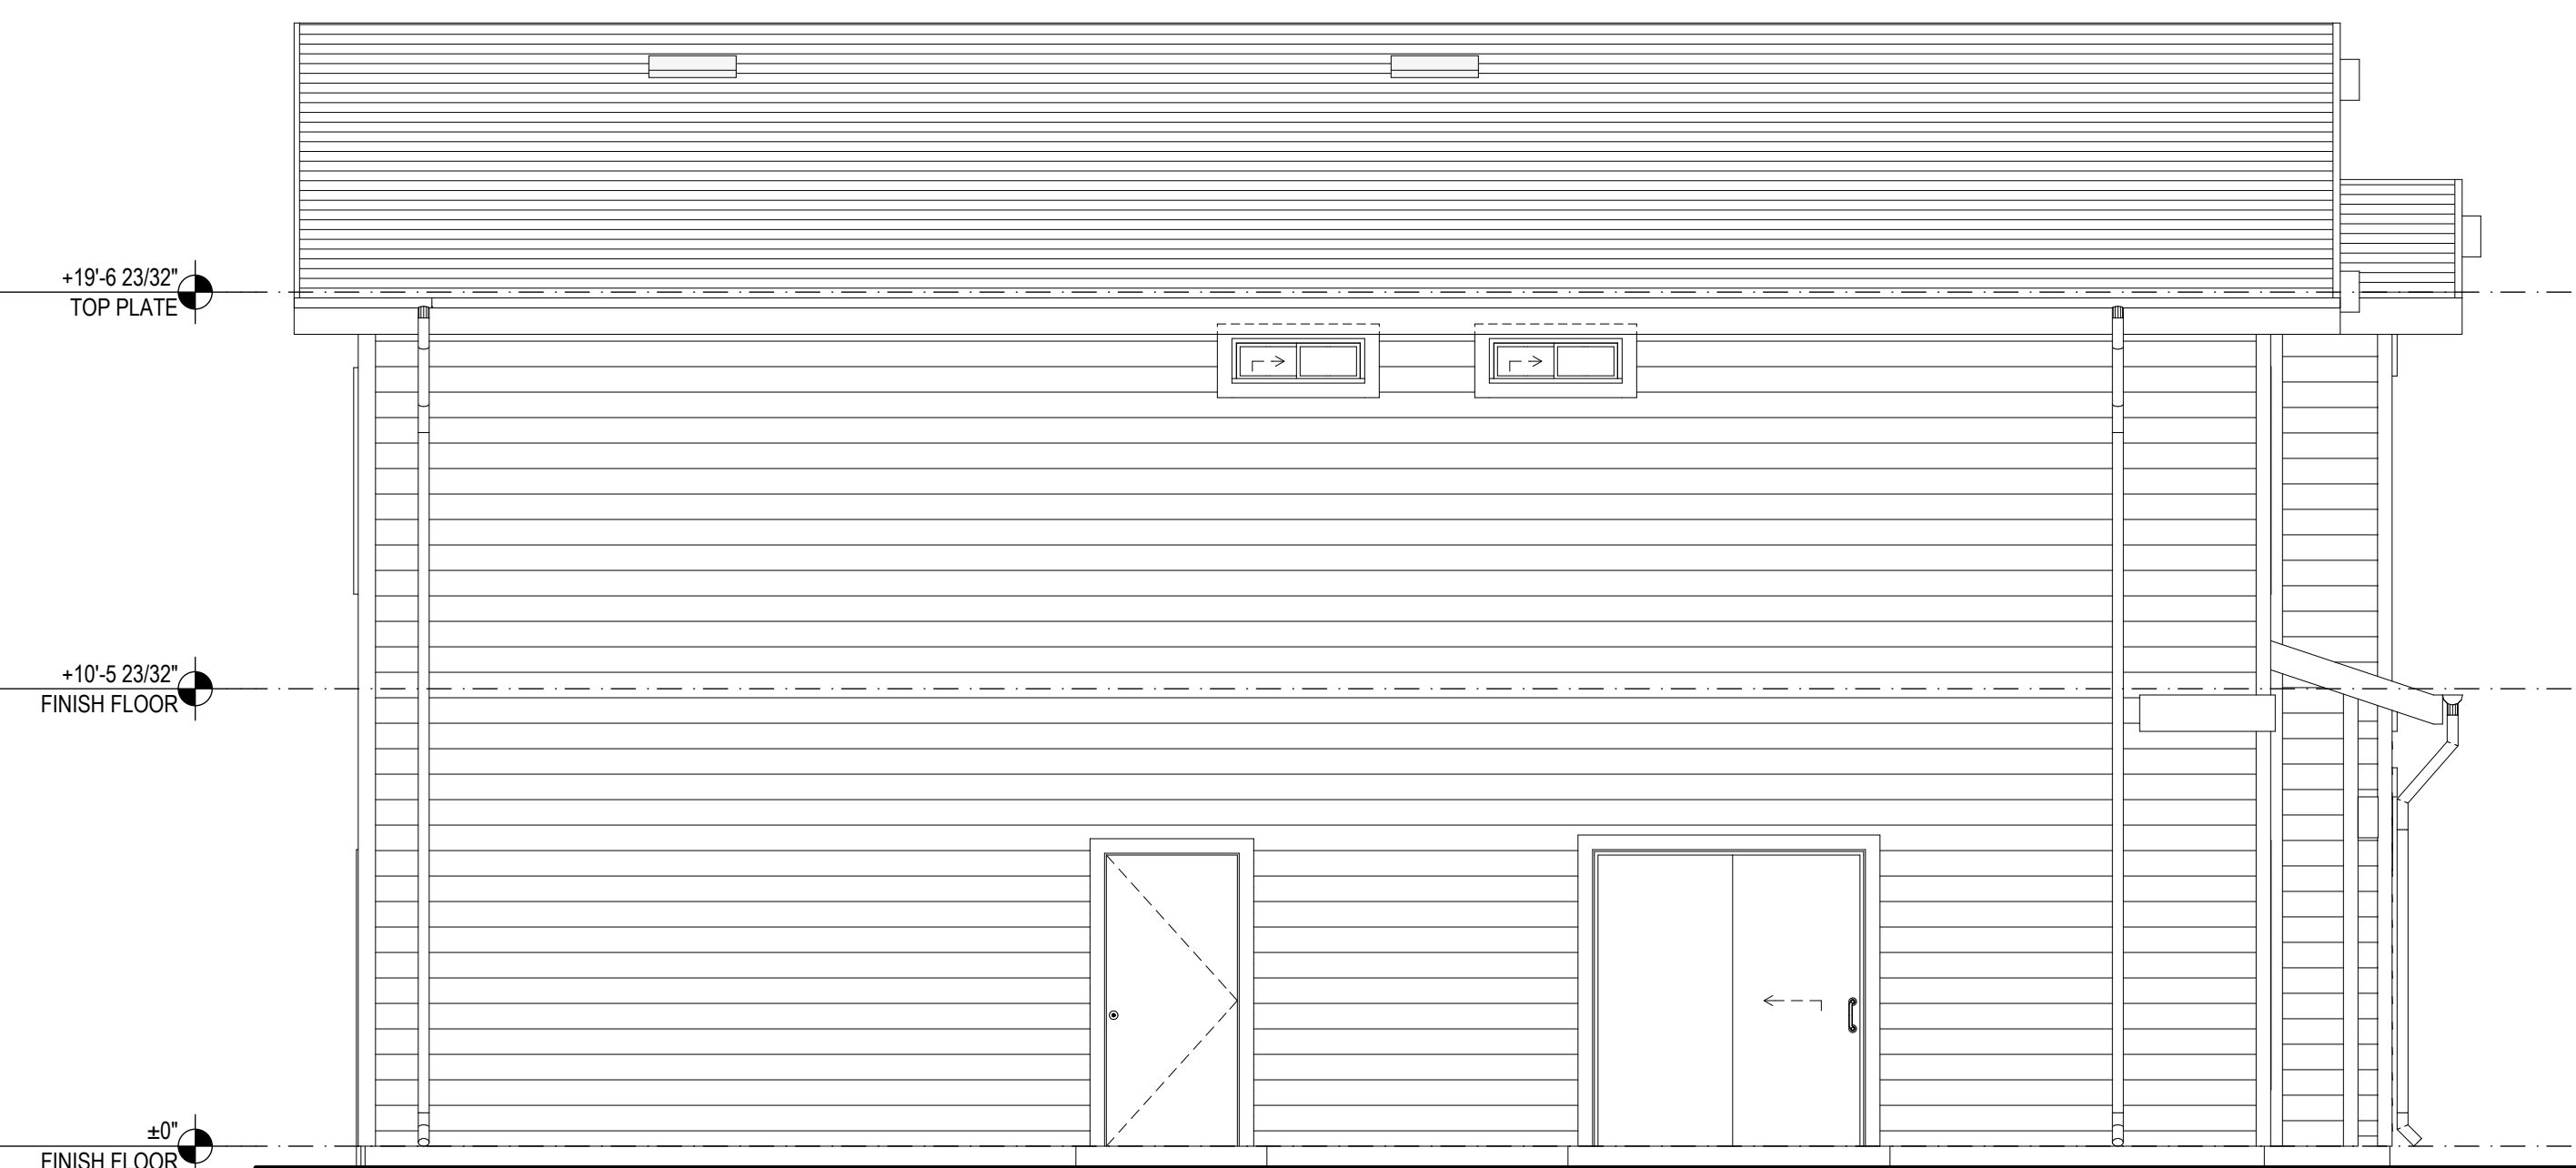 +19'-6 23/32"
TOP PLATE
+10'-5 23/32"
FINISH FLOOR
±0"
FINISH FLOOR